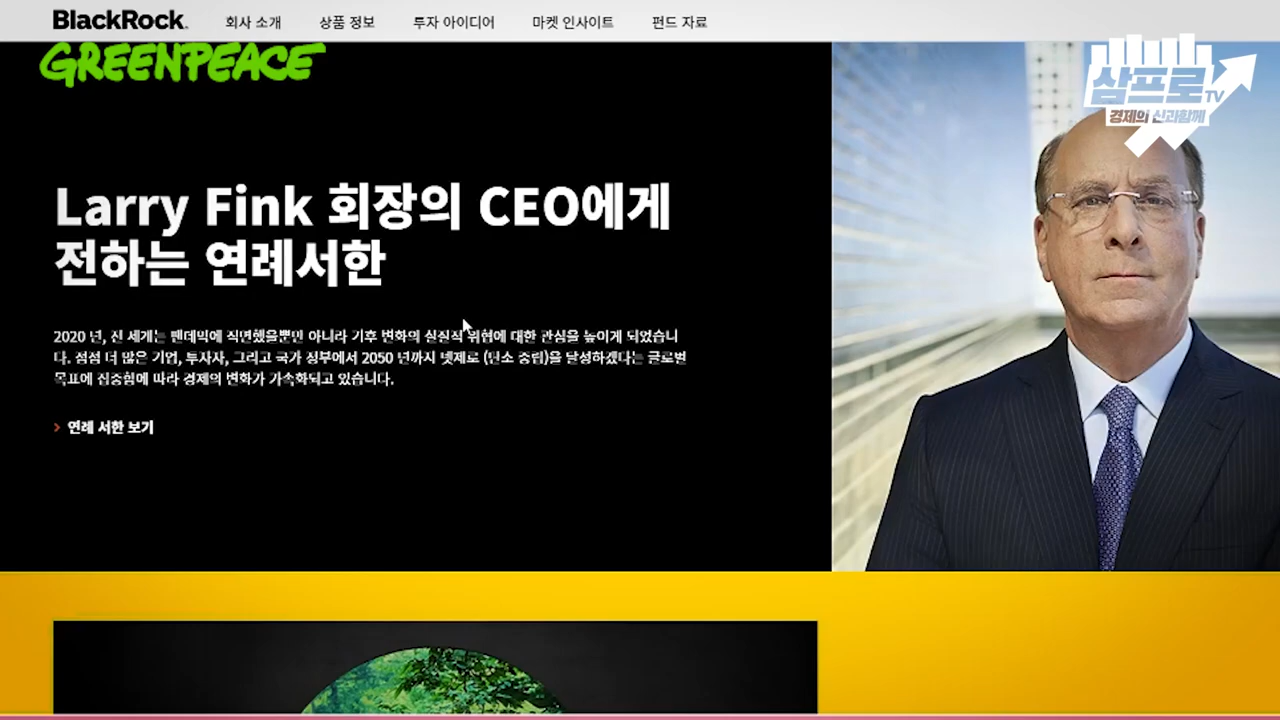 BlackRock.
회사 소개
상품 정보
투자 아이디어
마켓 인사이트
펀드 자료
GREENPEACE
삼프로TV
경제의 신과함께
Larry Fink 회장의 CEO에게
전하는 연례서한
2020 년, 전 세계는 팬데믹에 직면했을뿐만 아니라 기후 변화의 실질적 위협에 대한 관심을 높이게 되었습니
다. 점점 더 많은 기업, 투자사, 그리고 국가 정부에서 2050 년까지 넷제로 (탄소 중립)을 달성하겠다는 글로벌
목표에 집중함에 따라 경제의 변화가 가속화되고 있습니다.
연례 서한 보기